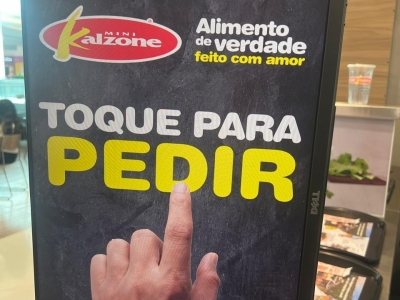 MINI
Kalzone
Alimento
de verdade
feito com amor
TOQUE PARA
PEDIR
DELL